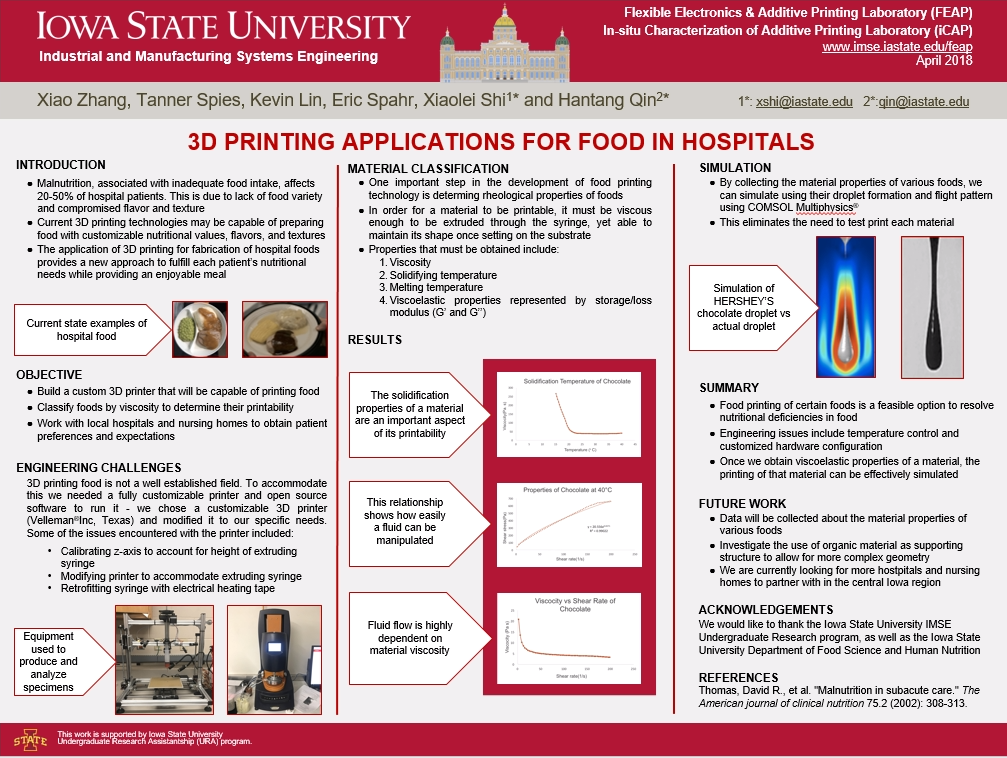 IOWA STATE UNIVERSITY
Industrial and Manufacturing Systems Engineering
Flexible Electronics & Additive Printing Laboratory (FEAP)
In-situ Characterization of Additive Printing Laboratory (iCAP)
www.imse.iastate.edu/feap
April 2018
Xiao Zhang, Tanner Spies, Kevin Lin, Eric Spahr, Xiaolei Shi1* and Hantang Qin2*
1*: xshi@iastate.edu 2*:qin@iastate.edu
3D PRINTING APPLICATIONS FOR FOOD IN HOSPITALS
INTRODUCTION
• Malnutrition, associated with inadequate food intake, affects
20-50% of hospital patients. This is due to lack of food variety
and compromised flavor and texture
• Current 3D printing technologies may be capable of preparing
food with customizable nutritional values, flavors, and textures
• The application of 3D printing for fabrication of hospital foods
provides a new approach to fulfill each patient's nutritional
needs while providing an enjoyable meal
Current state examples of
hospital food
OBJECTIVE
• Build a custom 3D printer that will be capable of printing food
• Classify foods by viscosity to determine their printability
• Work with local hospitals and nursing homes to obtain patient
preferences and expectations
ENGINEERING CHALLENGES
3D printing food is not a well established field. To accommodate
this we needed a fully customizable printer and open source
software to run it - we chose a customizable 3D printer
(Velleman®Inc, Texas) and modified it to our specific needs.
Some of the issues encountered with the printer included:
• Calibrating z-axis to account for height of extruding
syringe
• Modifying printer to accommodate extruding syringe
• Retrofitting syringe with electrical heating tape
Equipment
used to
produce and
analyze
specimens
MATERIAL CLASSIFICATION
• One important step in the development of food printing
technology is determing rheological properties of foods
• In order for a material to be printable, it must be viscous
enough to be extruded through the syringe, yet able to
maintain its shape once setting on the substrate
• Properties that must be obtained include:
1. Viscosity
2. Solidifying temperature
3. Melting temperature
4. Viscoelastic properties represented by storage/loss
modulus (G' and G'')
RESULTS
The solidification
properties of a material
are an important aspect
of its printability
Solidification Temperature of Chocolate
Viscosity(Pa s)
Temperature (°C)
This relationship
shows how easily
a fluid can be
manipulated
Properties of Chocolate at 40°C
Shear stress(Pa)
Shear rate(1/s)
Fluid flow is highly
dependent on
material viscosity
Viscocity vs Shear Rate of
Chocolate
Viscosity (Pa s)
Shear rate(1/s)
SIMULATION
• By collecting the material properties of various foods, we
can simulate using their droplet formation and flight pattern
using COMSOL Multiphysics®
• This eliminates the need to test print each material
Simulation of
HERSHEY'S
chocolate droplet vs
actual droplet
SUMMARY
• Food printing of certain foods is a feasible option to resolve
nutritional deficiencies in food
• Engineering issues include temperature control and
customized hardware configuration
• Once we obtain viscoelastic properties of a material, the
printing of that material can be effectively simulated
FUTURE WORK
• Data will be collected about the material properties of
various foods
• Investigate the use of organic material as supporting
structure to allow for more complex geometry
• We are currently looking for more hostpitals and nursing
homes to partner with in the central Iowa region
ACKNOWLEDGEMENTS
We would like to thank the Iowa State University IMSE
Undergraduate Research program, as well as the Iowa State
University Department of Food Science and Human Nutrition
REFERENCES
Thomas, David R., et al. "Malnutrition in subacute care." The
American journal of clinical nutrition 75.2 (2002): 308-313.
STATE
This work is supported by Iowa State University
Undergraduate Research Assistantship (URA) program.